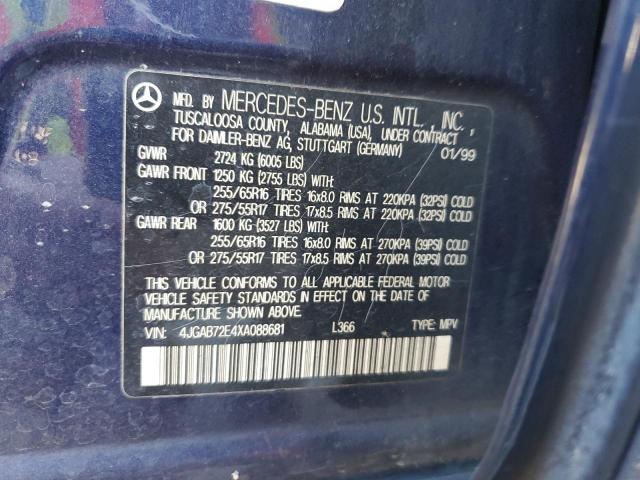 MFD. BY MERCEDES-BENZ U.S. INTL., INC.,
TUSCALOOSA COUNTY, ALABAMA (USA), UNDER CONTRACT
FOR DAIMLER-BENZ AG, STUTTGART (GERMANY) 01/99
GVWR 2724 KG (6005 LBS)
GAWR FRONT 1250 KG (2755 LBS) WITH:
255/65R16 TIRES 16x8.0 RIMS AT 220KPA (32PSI) COLD
OR 275/55R17 TIRES 17x8.5 RIMS AT 220KPA (32PSI) COLD
GAWR REAR 1600 KG (3527 LBS) WITH:
255/65R16 TIRES 16x8.0 RIMS AT 270KPA (39PSI) COLD
OR 275/55R17 TIRES 17x8.5 RIMS AT 270KPA (39PSI) COLD
THIS VEHICLE CONFORMS TO ALL APPLICABLE FEDERAL MOTOR
VEHICLE SAFETY STANDARDS IN EFFECT ON THE DATE OF
MANUFACTURE SHOWN ABOVE.
VIN: 4JGAB72E4XA088681 L366 TYPE: MPV